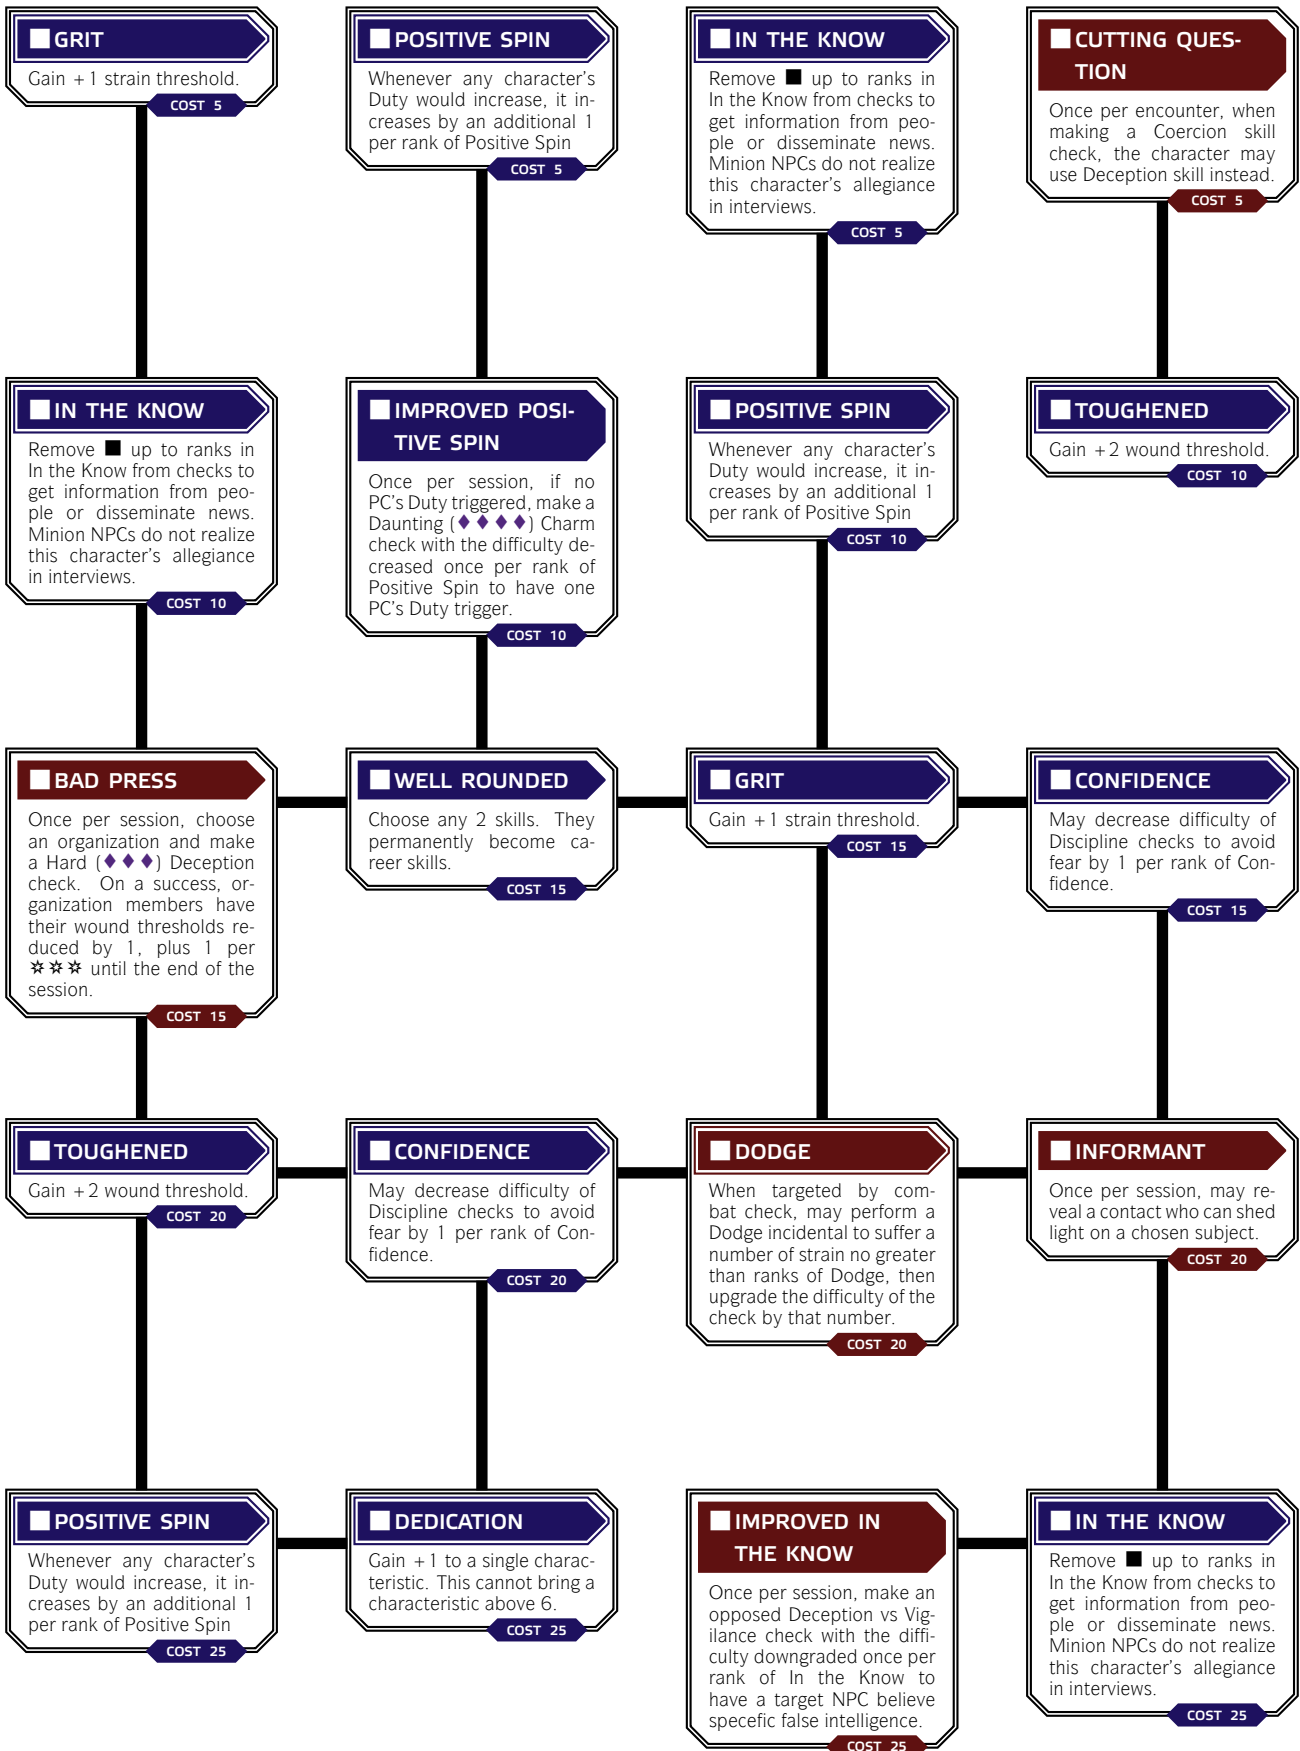 GRIT
Gain +1 strain threshold.
COST 5
POSITIVE SPIN
Whenever any character's
Duty would increase, it in-
creases by an additional 1
per rank of Positive Spin
COST 5
IN THE KNOW
Remove ■ up to ranks in
In the Know from checks to
get information from peo-
ple or disseminate news.
Minion NPCs do not realize
this character's allegiance
in interviews.
COST 5
CUTTING QUES-
TION
Once per encounter, when
making a Coercion skill
check, the character may
use Deception skill instead.
COST 5
IN THE KNOW
Remove ■ up to ranks in
In the Know from checks to
get information from peo-
ple or disseminate news.
Minion NPCs do not realize
this character's allegiance
in interviews.
COST 10
IMPROVED POSI-
TIVE SPIN
Once per session, if no
PC's Duty triggered, make a
Daunting (♦♦♦♦) Charm
check with the difficulty de-
creased once per rank of
Positive Spin to have one
PC's Duty trigger.
COST 10
POSITIVE SPIN
Whenever any character's
Duty would increase, it in-
creases by an additional 1
per rank of Positive Spin
COST 10
TOUGHENED
Gain +2 wound threshold.
COST 10
BAD PRESS
Once per session, choose
an organization and make
a Hard (♦♦♦) Deception
check. On a success, or-
ganization members have
their wound thresholds re-
duced by 1, plus 1 per
✲✲✲ until the end of the
session.
COST 15
WELL ROUNDED
Choose any 2 skills. They
permanently become ca-
reer skills.
COST 15
GRIT
Gain +1 strain threshold.
COST 15
CONFIDENCE
May decrease difficulty of
Discipline checks to avoid
fear by 1 per rank of Con-
fidence.
COST 15
TOUGHENED
Gain +2 wound threshold.
COST 20
CONFIDENCE
May decrease difficulty of
Discipline checks to avoid
fear by 1 per rank of Con-
fidence.
COST 20
DODGE
When targeted by com-
bat check, may perform a
Dodge incidental to suffer a
number of strain no greater
than ranks of Dodge, then
upgrade the difficulty of the
check by that number.
COST 20
INFORMANT
Once per session, may re-
veal a contact who can shed
light on a chosen subject.
COST 20
POSITIVE SPIN
Whenever any character's
Duty would increase, it in-
creases by an additional 1
per rank of Positive Spin
COST 25
DEDICATION
Gain +1 to a single charac-
teristic. This cannot bring a
characteristic above 6.
COST 25
IMPROVED IN
THE KNOW
Once per session, make an
opposed Deception vs Vig-
ilance check with the diffi-
culty downgraded once per
rank of In the Know to
have a target NPC believe
specefic false intelligence.
COST 25
IN THE KNOW
Remove ■ up to ranks in
In the Know from checks to
get information from peo-
ple or disseminate news.
Minion NPCs do not realize
this character's allegiance
in interviews.
COST 25